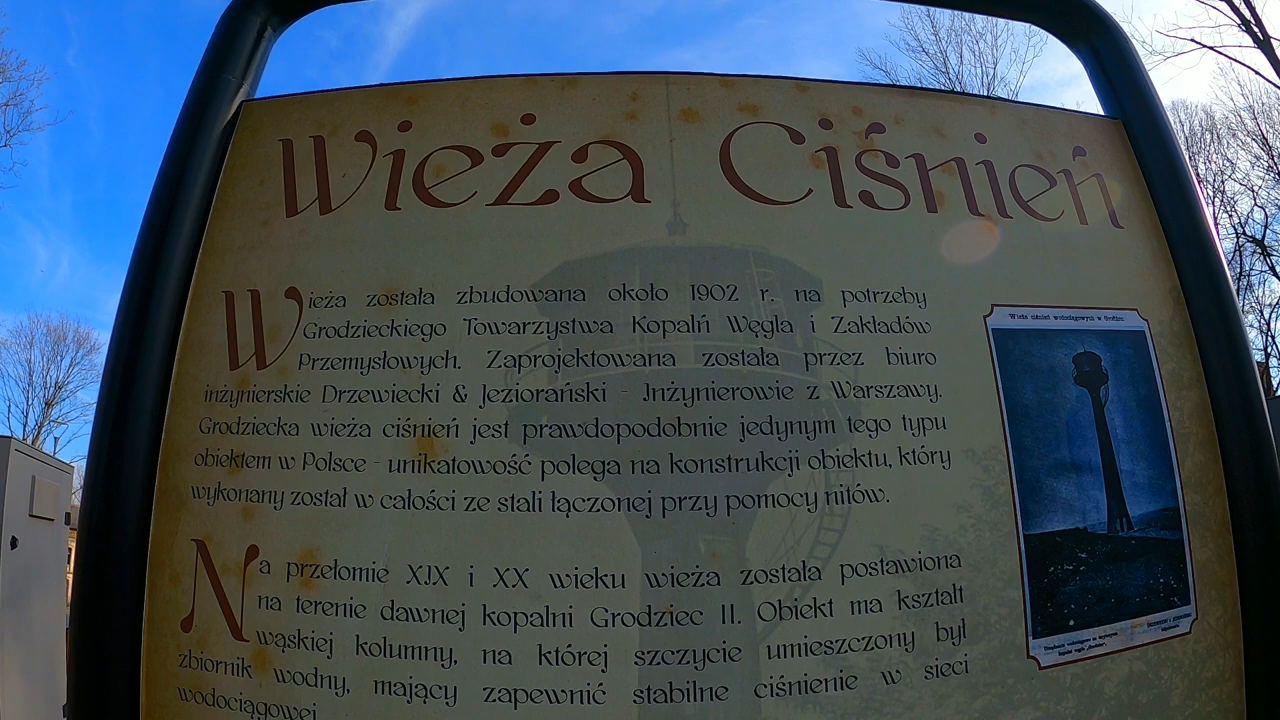 Wieża Ciśnień
Wieża została zbudowana około 1902 r. na potrzeby
Grodzieckiego Towarzystwa Kopalń Węgla i Zakładów
Przemysłowych. Zaprojektowana została przez biuro
inżynierskie Drzewiecki & Jeziorański - Inżynierowie z Warszawy.
Grodziecka wieża ciśnień jest prawdopodobnie jedynym tego typu
obiektem w Polsce - unikatowość polega na konstrukcji obiektu, który
wykonany został w całości ze stali łączonej przy pomocy nitów.
Na przełomie XIX i XX wieku wieża została postawiona
na terenie dawnej kopalni Grodziec II. Obiekt ma kształt
wąskiej kolumny, na której szczycie umieszczony był
zbiornik wodny, mający zapewnić stabilne ciśnienie w sieci
wodociągowej.
Wieża ciśnień wodociągowych w Grodźcu